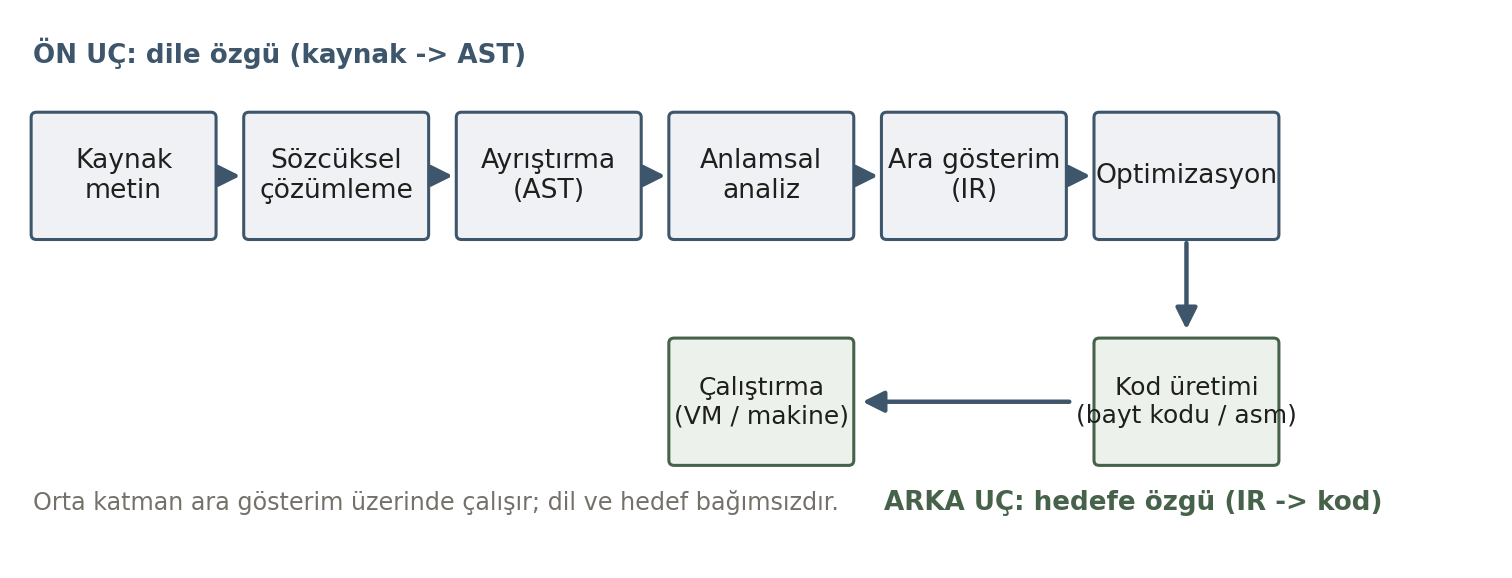 ÖN UÇ: dile özgü (kaynak -> AST)
Kaynak
metin
Sözcüksel
çözümleme
Ayrıştırma
(AST)
Anlamsal
analiz
Ara gösterim
(IR)
Optimizasyon
Çalıştırma
(VM / makine)
Kod üretimi
(bayt kodu / asm)
Orta katman ara gösterim üzerinde çalışır; dil ve hedef bağımsızdır.
ARKA UÇ: hedefe özgü (IR -> kod)